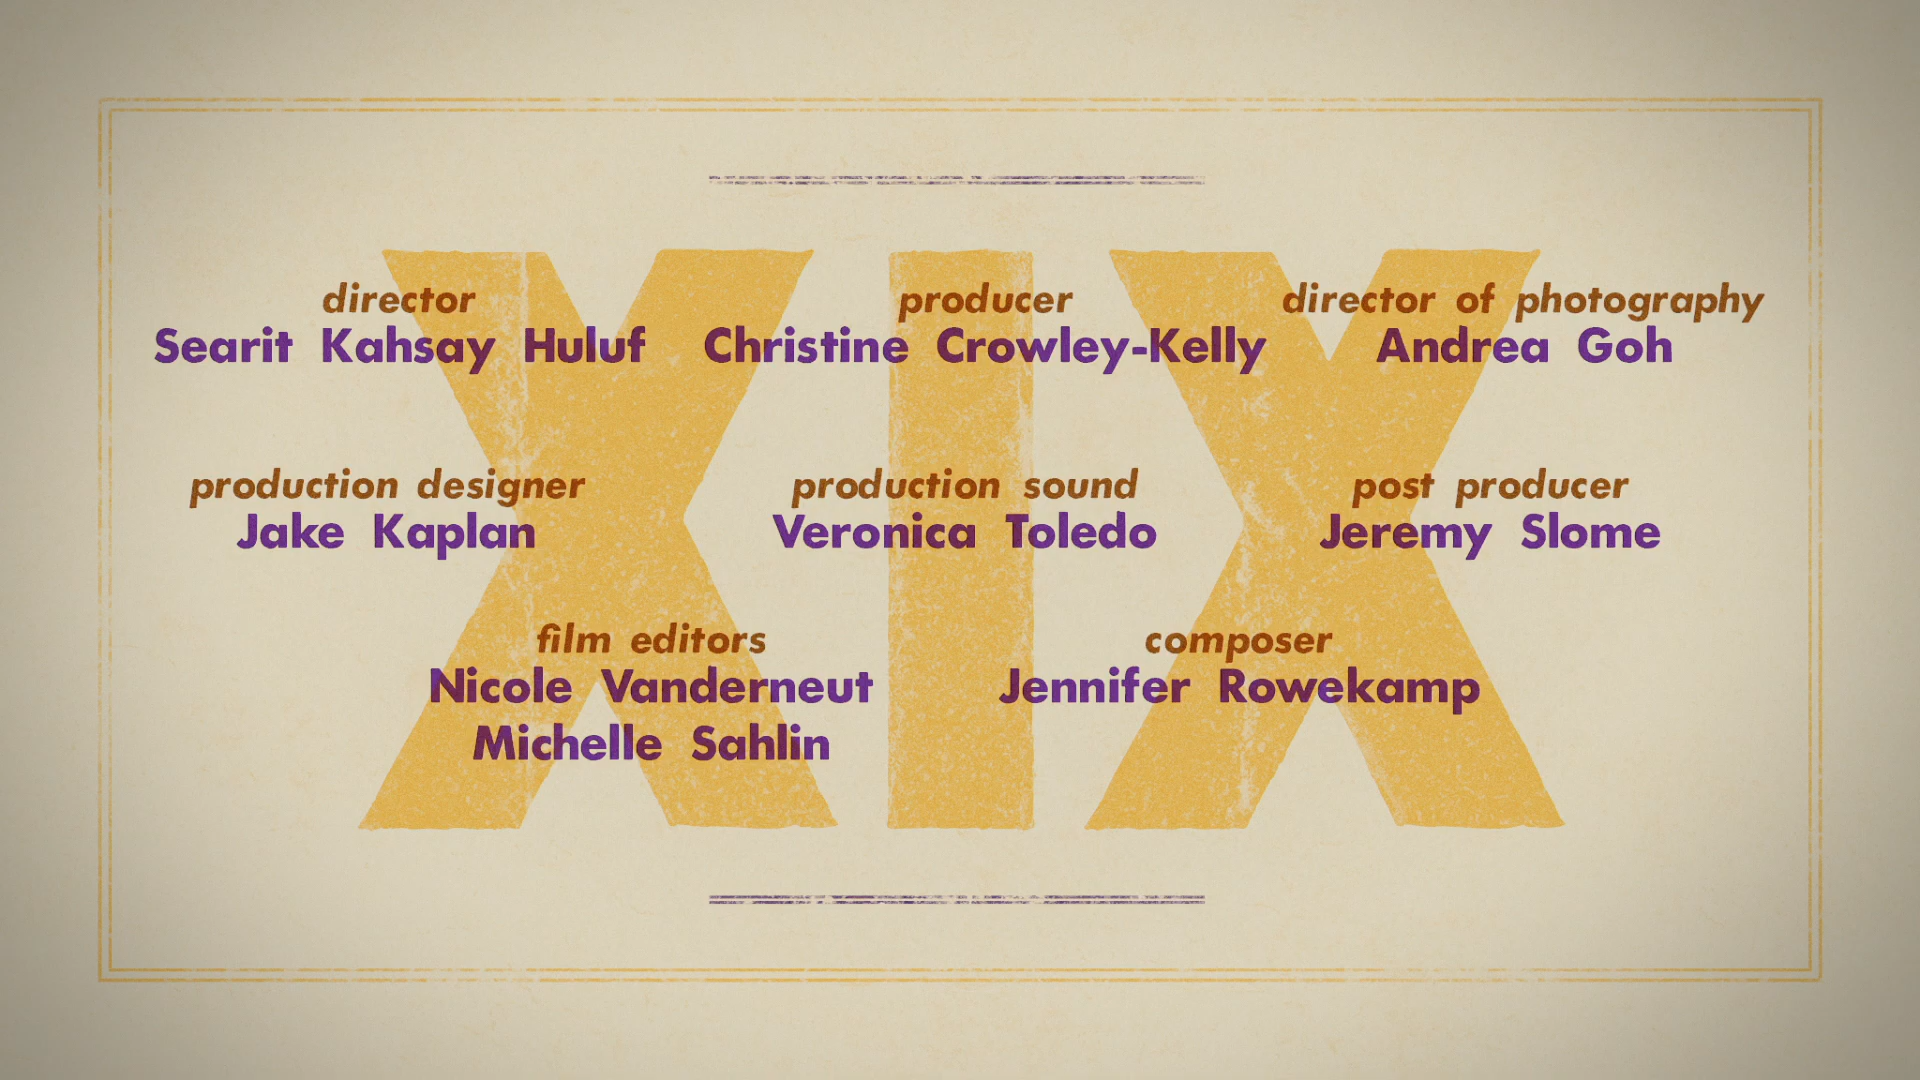 XIX
director
Searit Kahsay Huluf
producer
Christine Crowley-Kelly
director of photography
Andrea Goh
production designer
Jake Kaplan
production sound
Veronica Toledo
post producer
Jeremy Slome
film editors
Nicole Vanderneut
Michelle Sahlin
composer
Jennifer Rowekamp